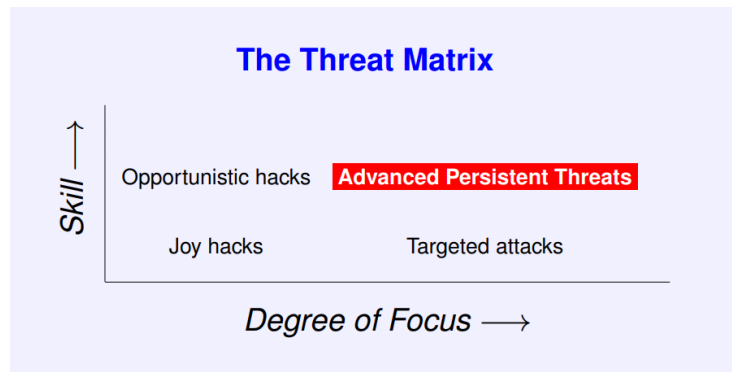 The Threat Matrix
Skill →
Opportunistic hacks Advanced Persistent Threats
Joy hacks Targeted attacks
Degree of Focus →